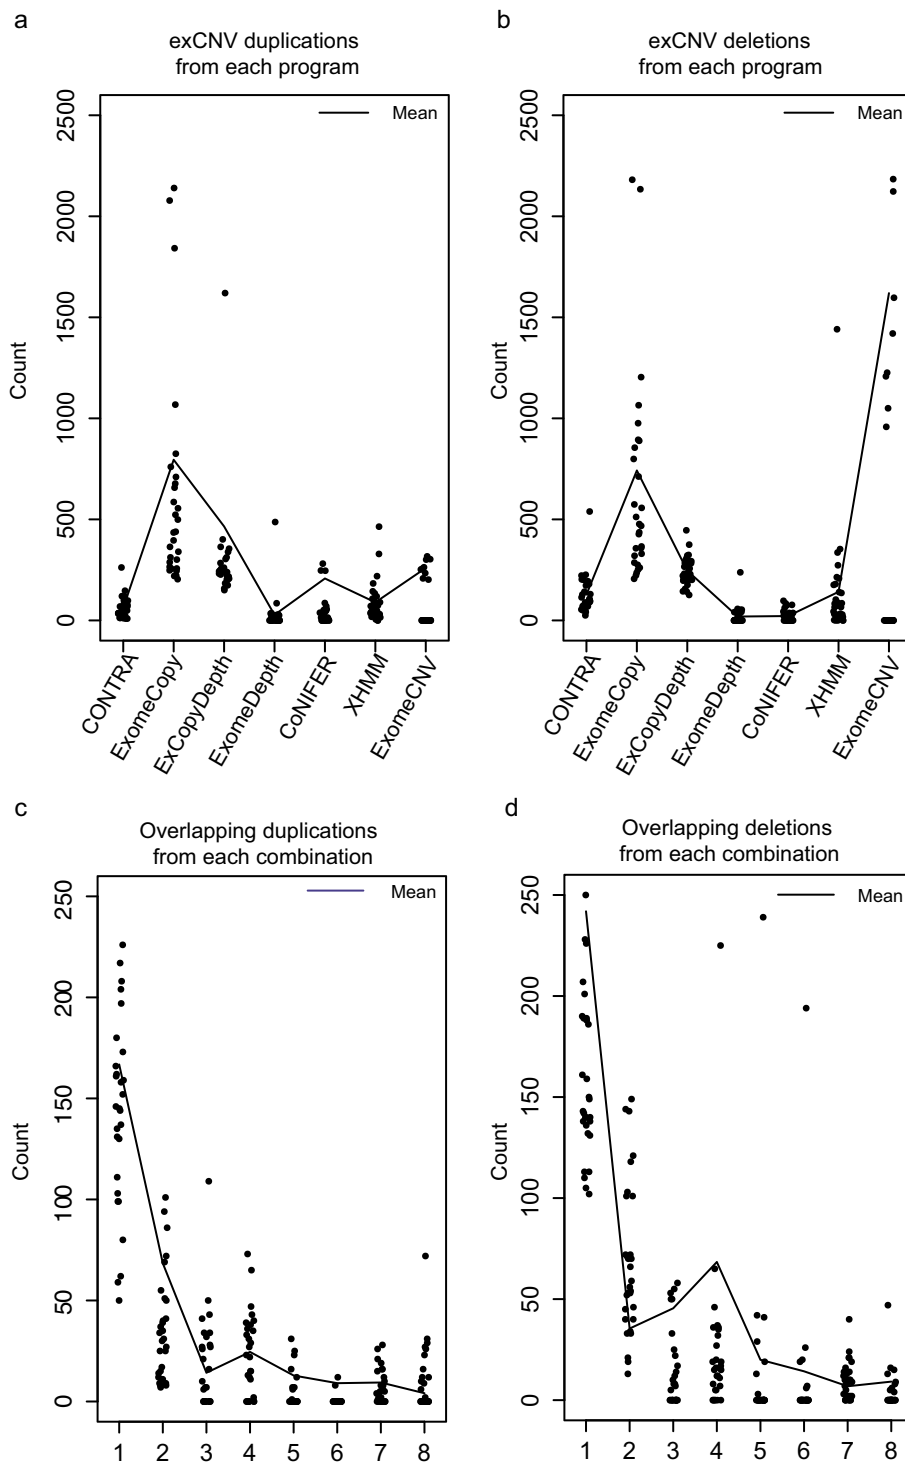 a
exCNV duplications
from each program
Mean
2500
2000
1500
1000
500
0
Count
CONTRA
ExomeCopy
ExCopyDepth
ExomeDepth
CoNIFER
XHMM
ExomeCNV
b
exCNV deletions
from each program
Mean
2500
2000
1500
1000
500
0
Count
CONTRA
ExomeCopy
ExCopyDepth
ExomeDepth
CoNIFER
XHMM
ExomeCNV
c
Overlapping duplications
from each combination
Mean
250
200
150
100
50
0
Count
1 2 3 4 5 6 7 8
d
Overlapping deletions
from each combination
Mean
250
200
150
100
50
0
Count
1 2 3 4 5 6 7 8